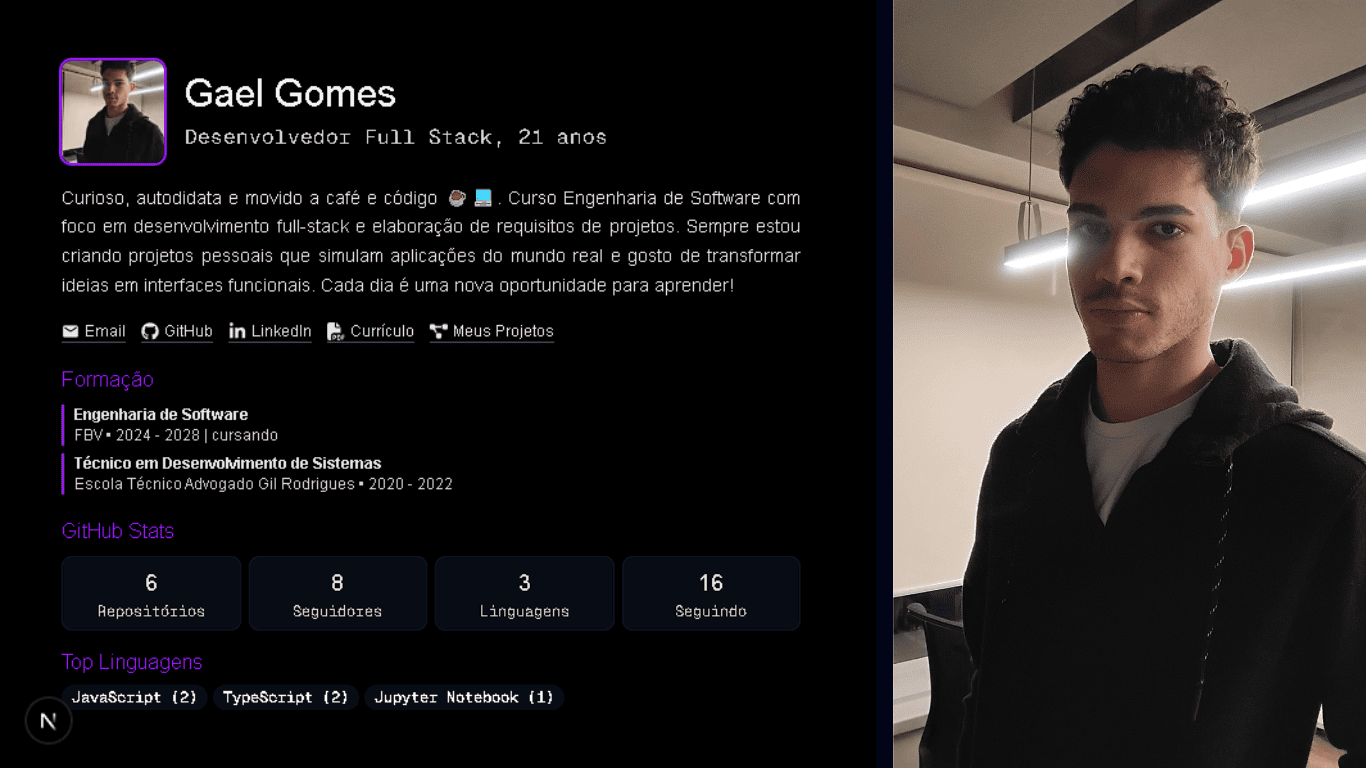 Gael Gomes
Desenvolvedor Full Stack, 21 anos
Curioso, autodidata e movido a café e código ☕ 💻 . Curso Engenharia de Software com
foco em desenvolvimento full-stack e elaboração de requisitos de projetos. Sempre estou
criando projetos pessoais que simulam aplicações do mundo real e gosto de transformar
ideias em interfaces funcionais. Cada dia é uma nova oportunidade para aprender!
Email GitHub LinkedIn Currículo Meus Projetos
Formação
Engenharia de Software
FBV • 2024 - 2028 | cursando
Técnico em Desenvolvimento de Sistemas
Escola Técnico Advogado Gil Rodrigues • 2020 - 2022
GitHub Stats
6 8 3 16
Repositórios Seguidores Linguagens Seguindo
Top Linguagens
JavaScript (2) TypeScript (2) Jupyter Notebook (1)
N